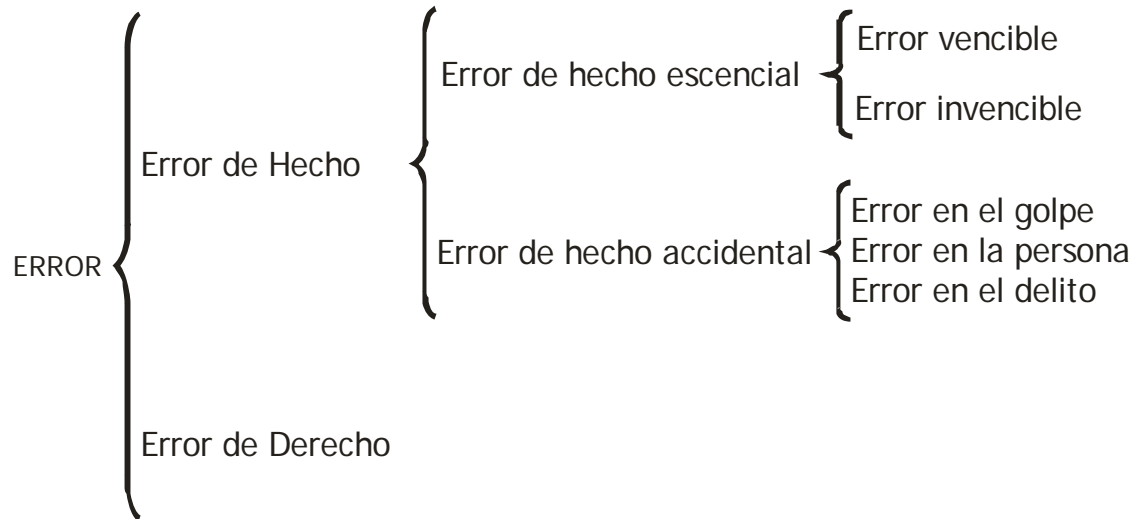 ERROR
Error de Hecho
Error de hecho escencial
Error vencible
Error invencible
Error de hecho accidental
Error en el golpe
Error en la persona
Error en el delito
Error de Derecho